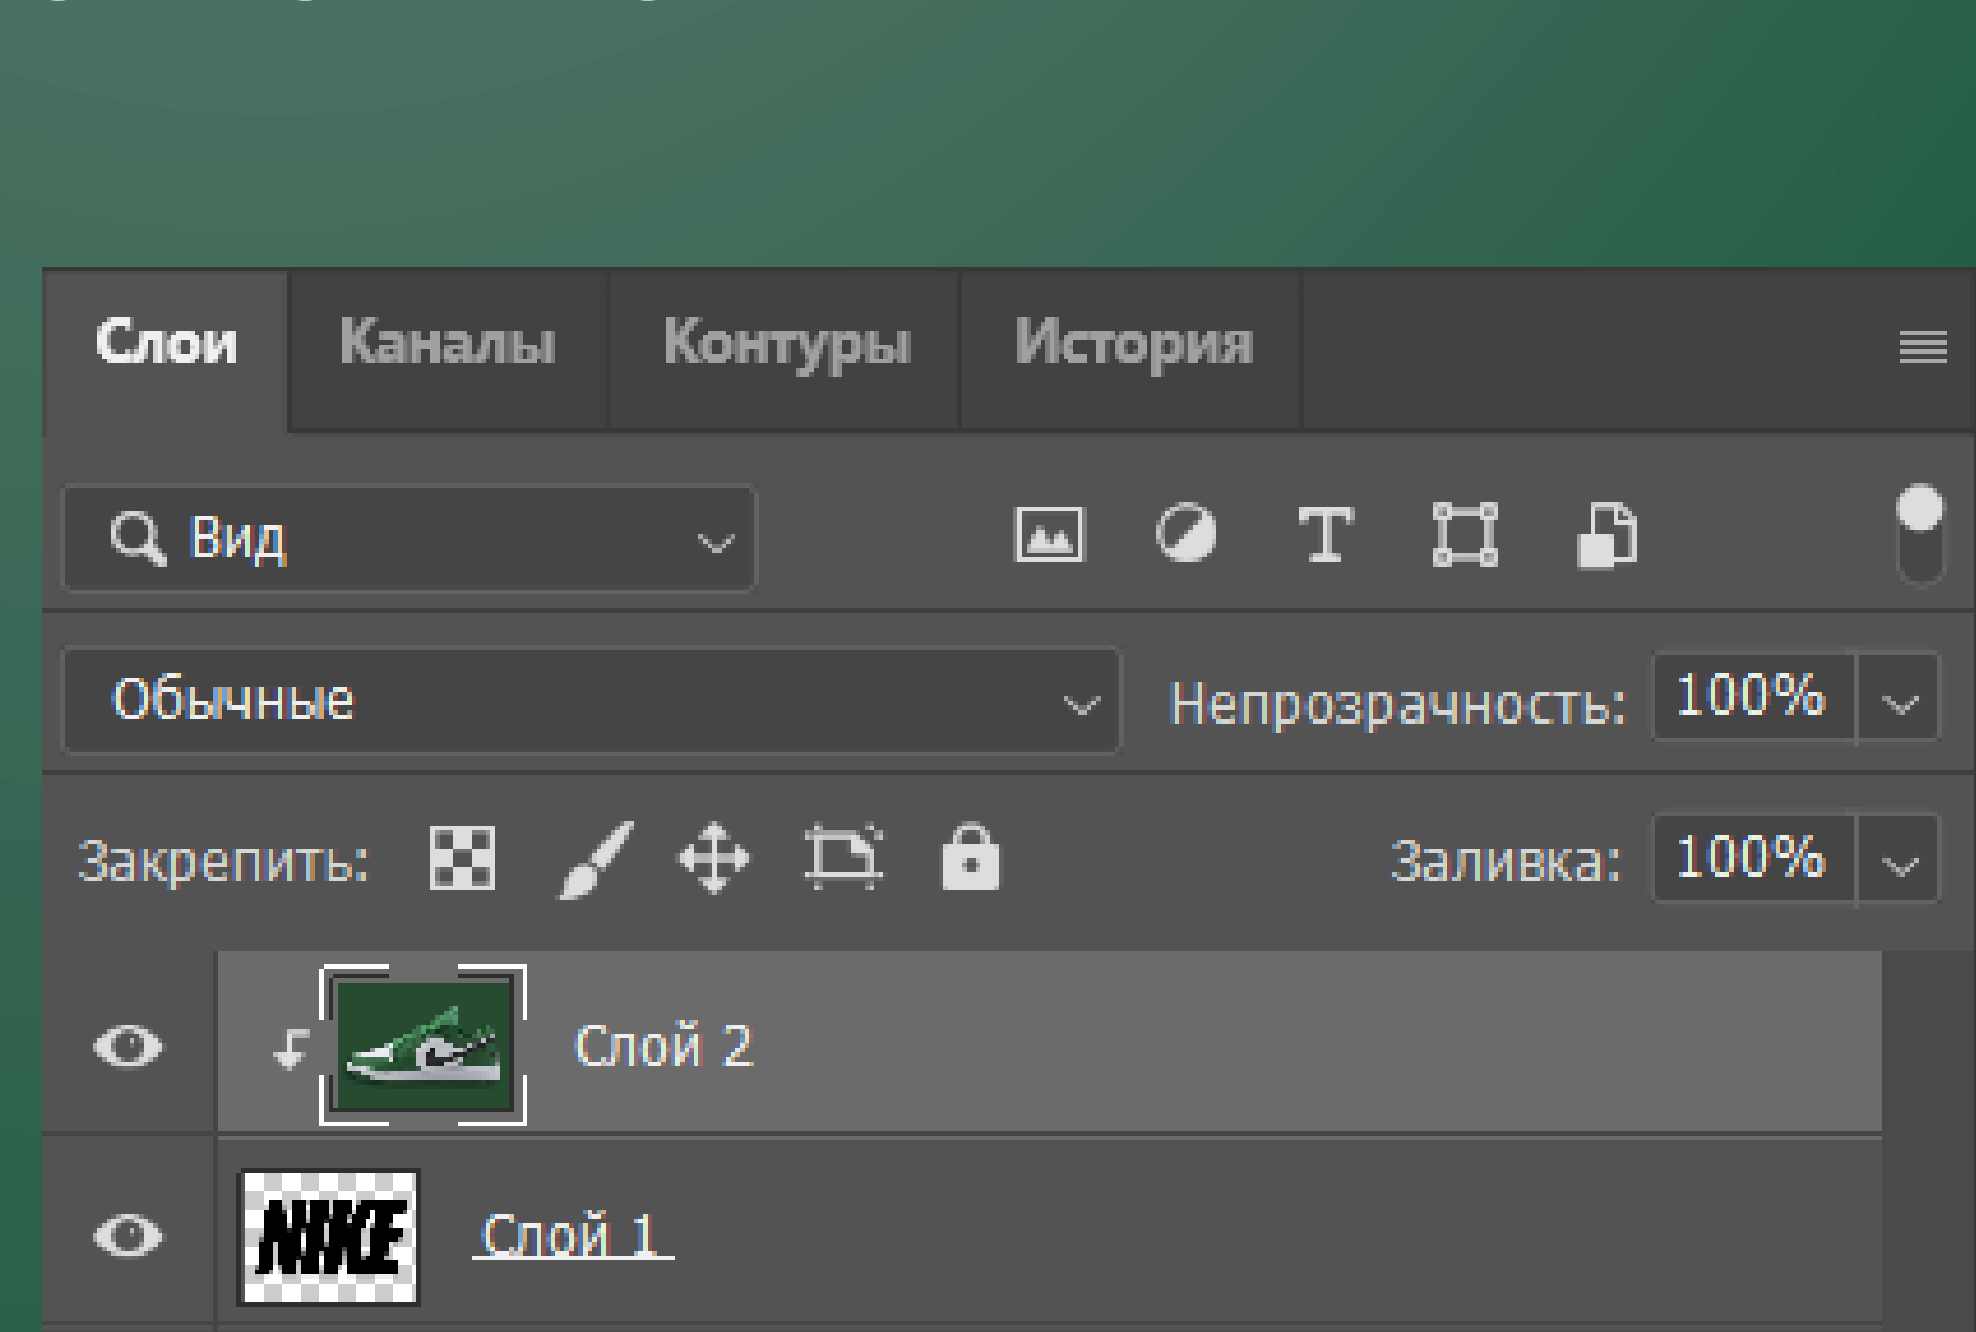 Слои Каналы Контуры История
Вид
Обычные Непрозрачность: 100%
Закрепить: Заливка: 100%
Слой 2
NIKE Слой 1